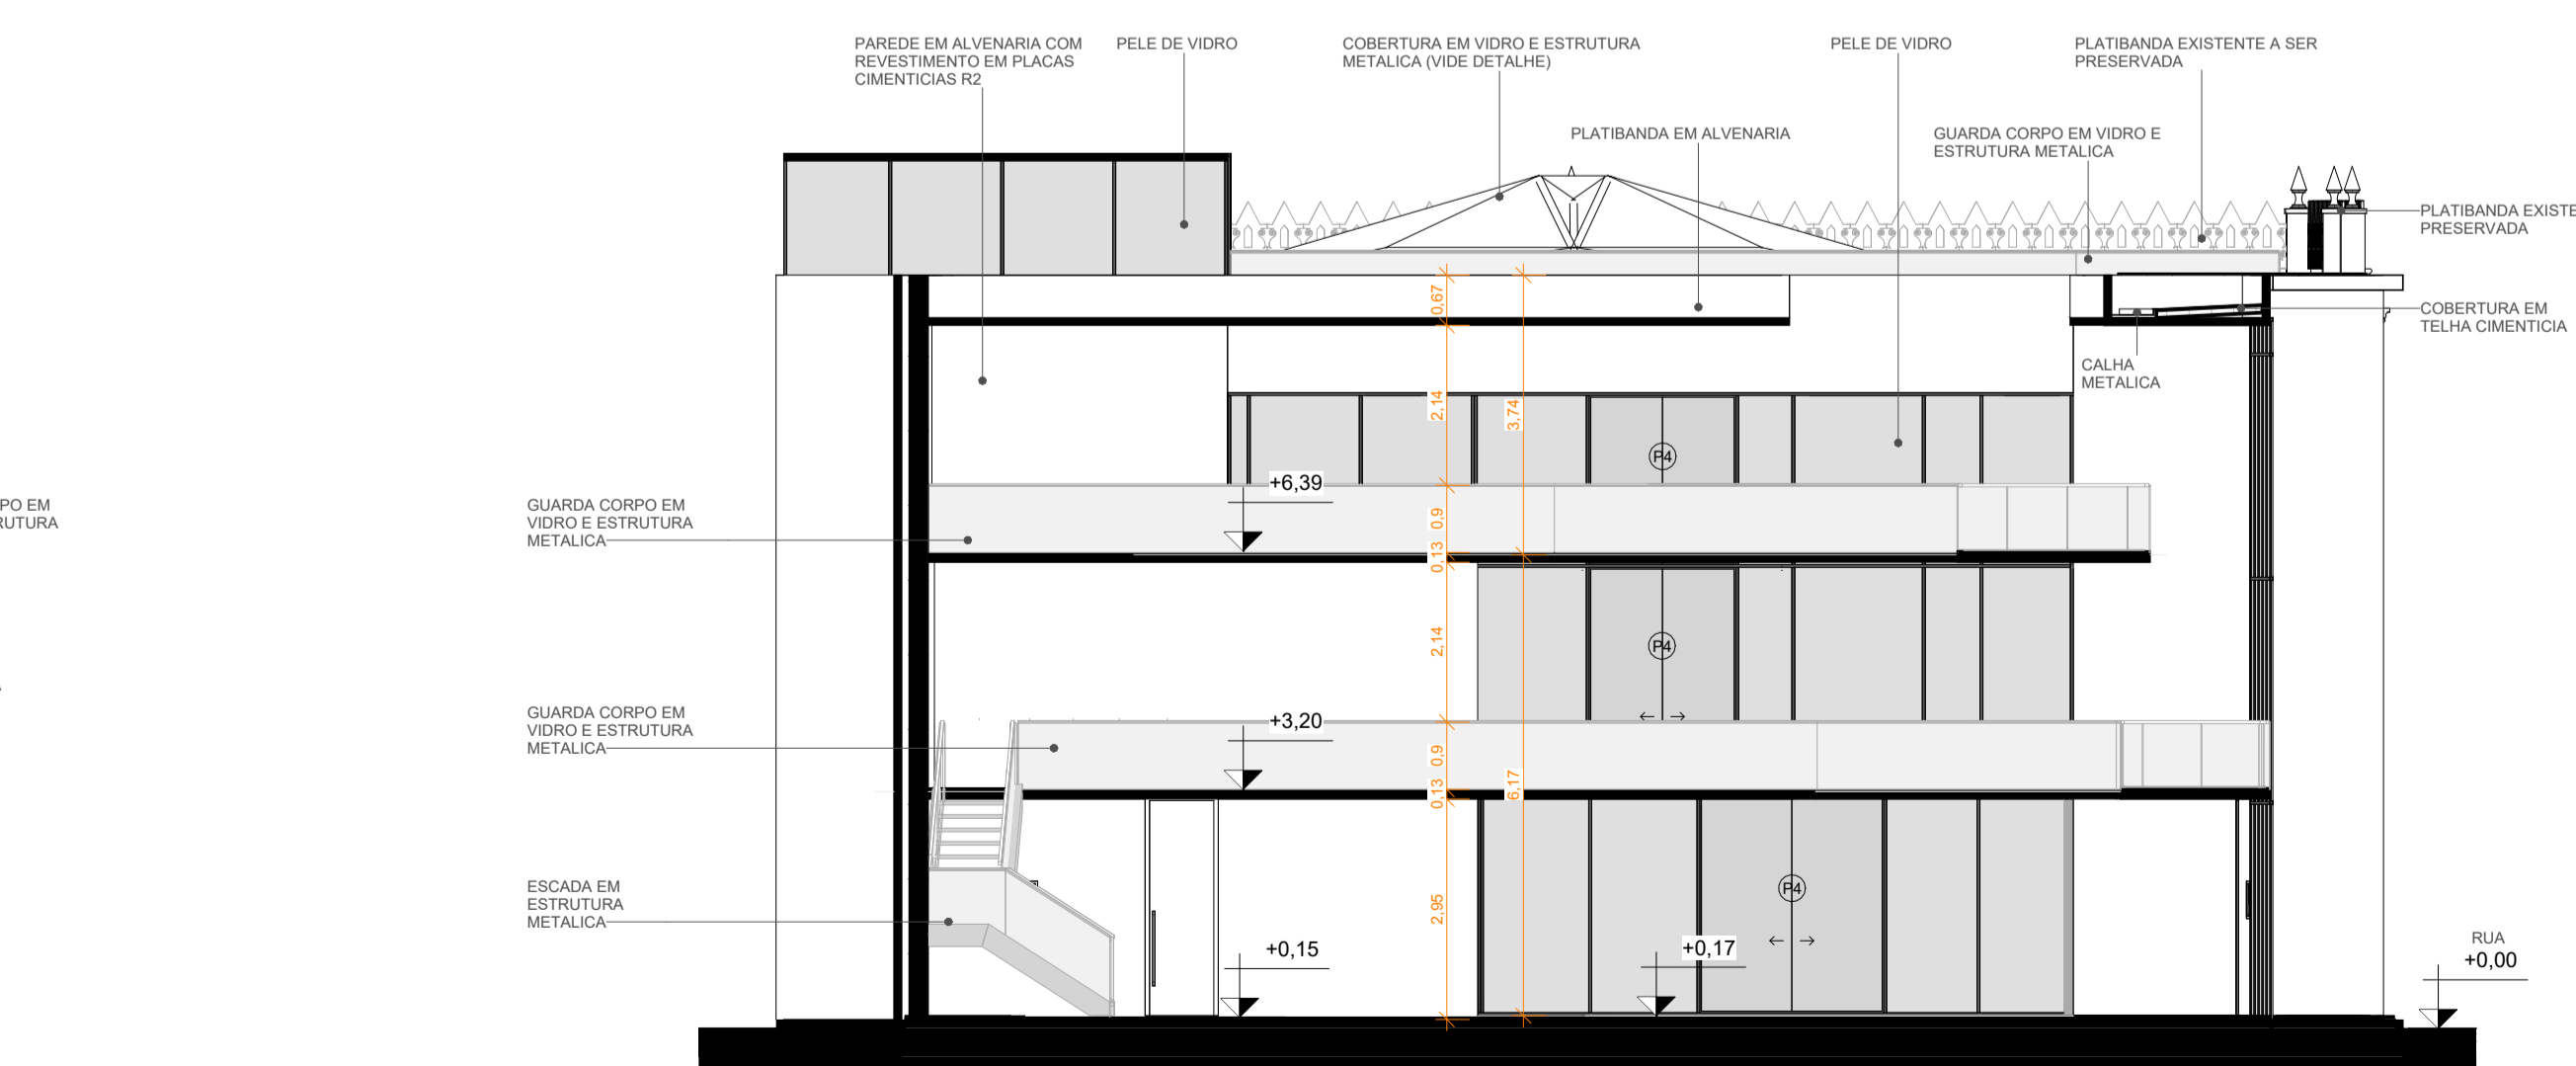 PAREDE EM ALVENARIA COM
REVESTIMENTO EM PLACAS
CIMENTICIAS R2
PELE DE VIDRO
COBERTURA EM VIDRO E ESTRUTURA
METALICA (VIDE DETALHE)
PELE DE VIDRO
PLATIBANDA EXISTENTE A SER
PRESERVADA
PLATIBANDA EM ALVENARIA
GUARDA CORPO EM VIDRO E
ESTRUTURA METALICA
PLATIBANDA EXISTE
PRESERVADA
COBERTURA EM
TELHA CIMENTICIA
CALHA
METALICA
0,67
2,14
3,74
P4
+6,39
PO EM
RUTURA
GUARDA CORPO EM
VIDRO E ESTRUTURA
METALICA
0,9
0,13
2,14
P4
GUARDA CORPO EM
VIDRO E ESTRUTURA
METALICA
+3,20
0,9
0,13
6,17
ESCADA EM
ESTRUTURA
METALICA
2,95
P4
+0,15
+0,17
RUA
+0,00